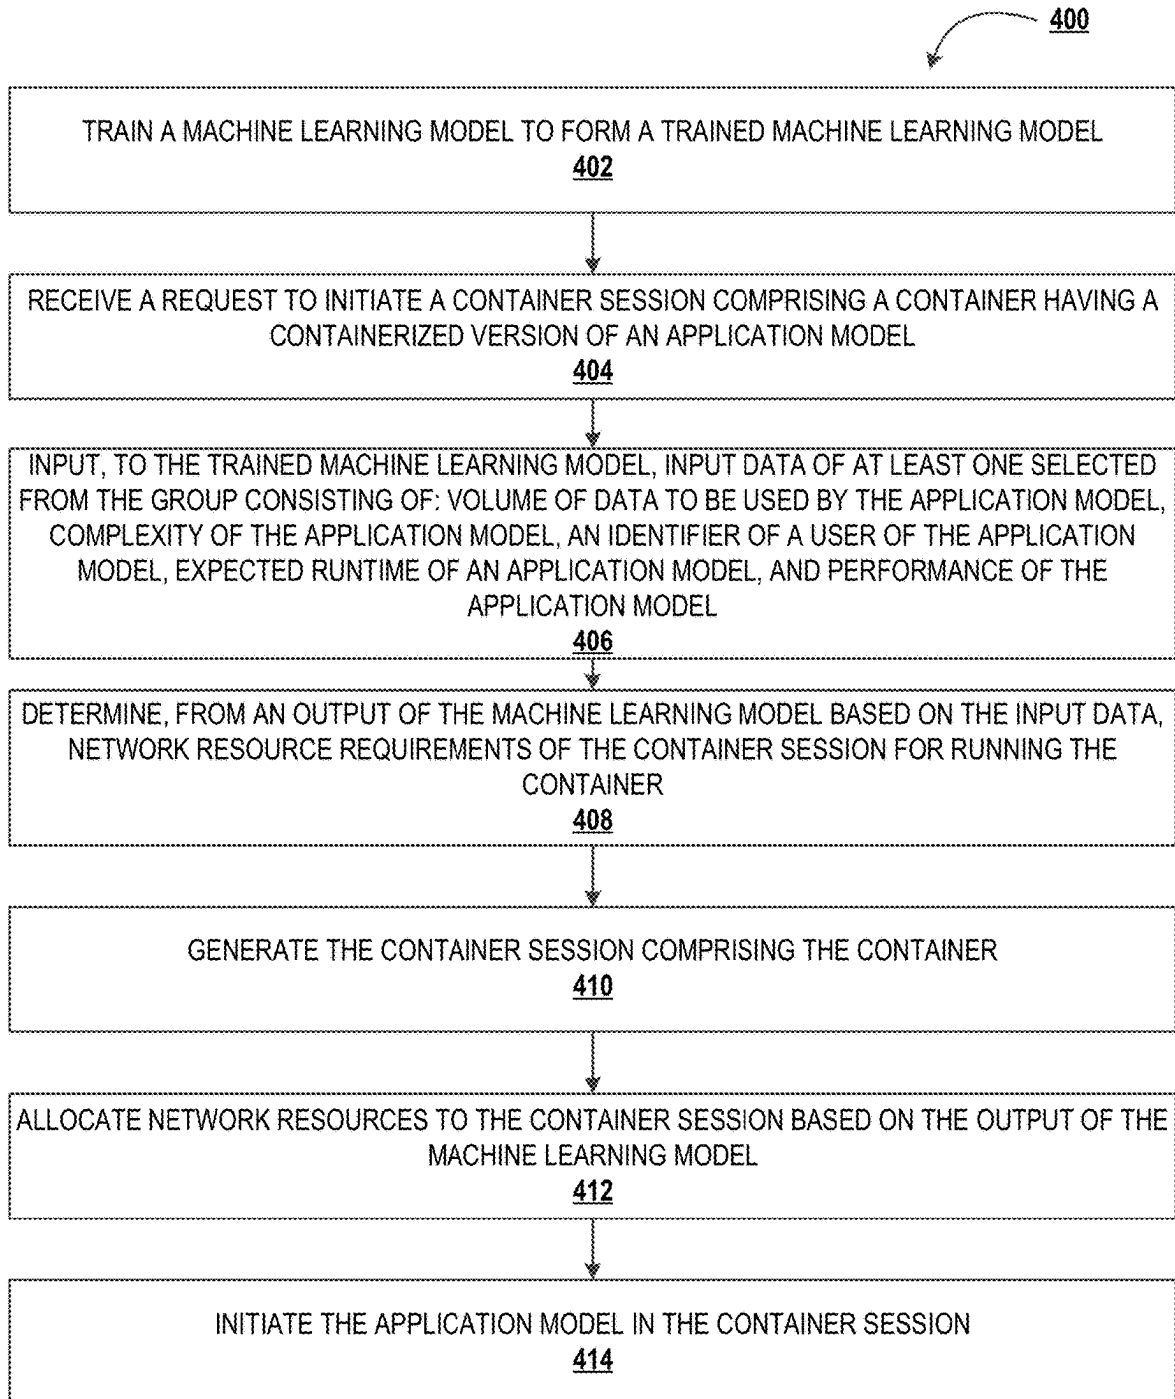 400
TRAIN A MACHINE LEARNING MODEL TO FORM A TRAINED MACHINE LEARNING MODEL
402
RECEIVE A REQUEST TO INITIATE A CONTAINER SESSION COMPRISING A CONTAINER HAVING A
CONTAINERIZED VERSION OF AN APPLICATION MODEL
404
INPUT, TO THE TRAINED MACHINE LEARNING MODEL, INPUT DATA OF AT LEAST ONE SELECTED
FROM THE GROUP CONSISTING OF: VOLUME OF DATA TO BE USED BY THE APPLICATION MODEL,
COMPLEXITY OF THE APPLICATION MODEL, AN IDENTIFIER OF A USER OF THE APPLICATION
MODEL, EXPECTED RUNTIME OF AN APPLICATION MODEL, AND PERFORMANCE OF THE
APPLICATION MODEL
406
DETERMINE, FROM AN OUTPUT OF THE MACHINE LEARNING MODEL BASED ON THE INPUT DATA,
NETWORK RESOURCE REQUIREMENTS OF THE CONTAINER SESSION FOR RUNNING THE
CONTAINER
408
GENERATE THE CONTAINER SESSION COMPRISING THE CONTAINER
410
ALLOCATE NETWORK RESOURCES TO THE CONTAINER SESSION BASED ON THE OUTPUT OF THE
MACHINE LEARNING MODEL
412
INITIATE THE APPLICATION MODEL IN THE CONTAINER SESSION
414